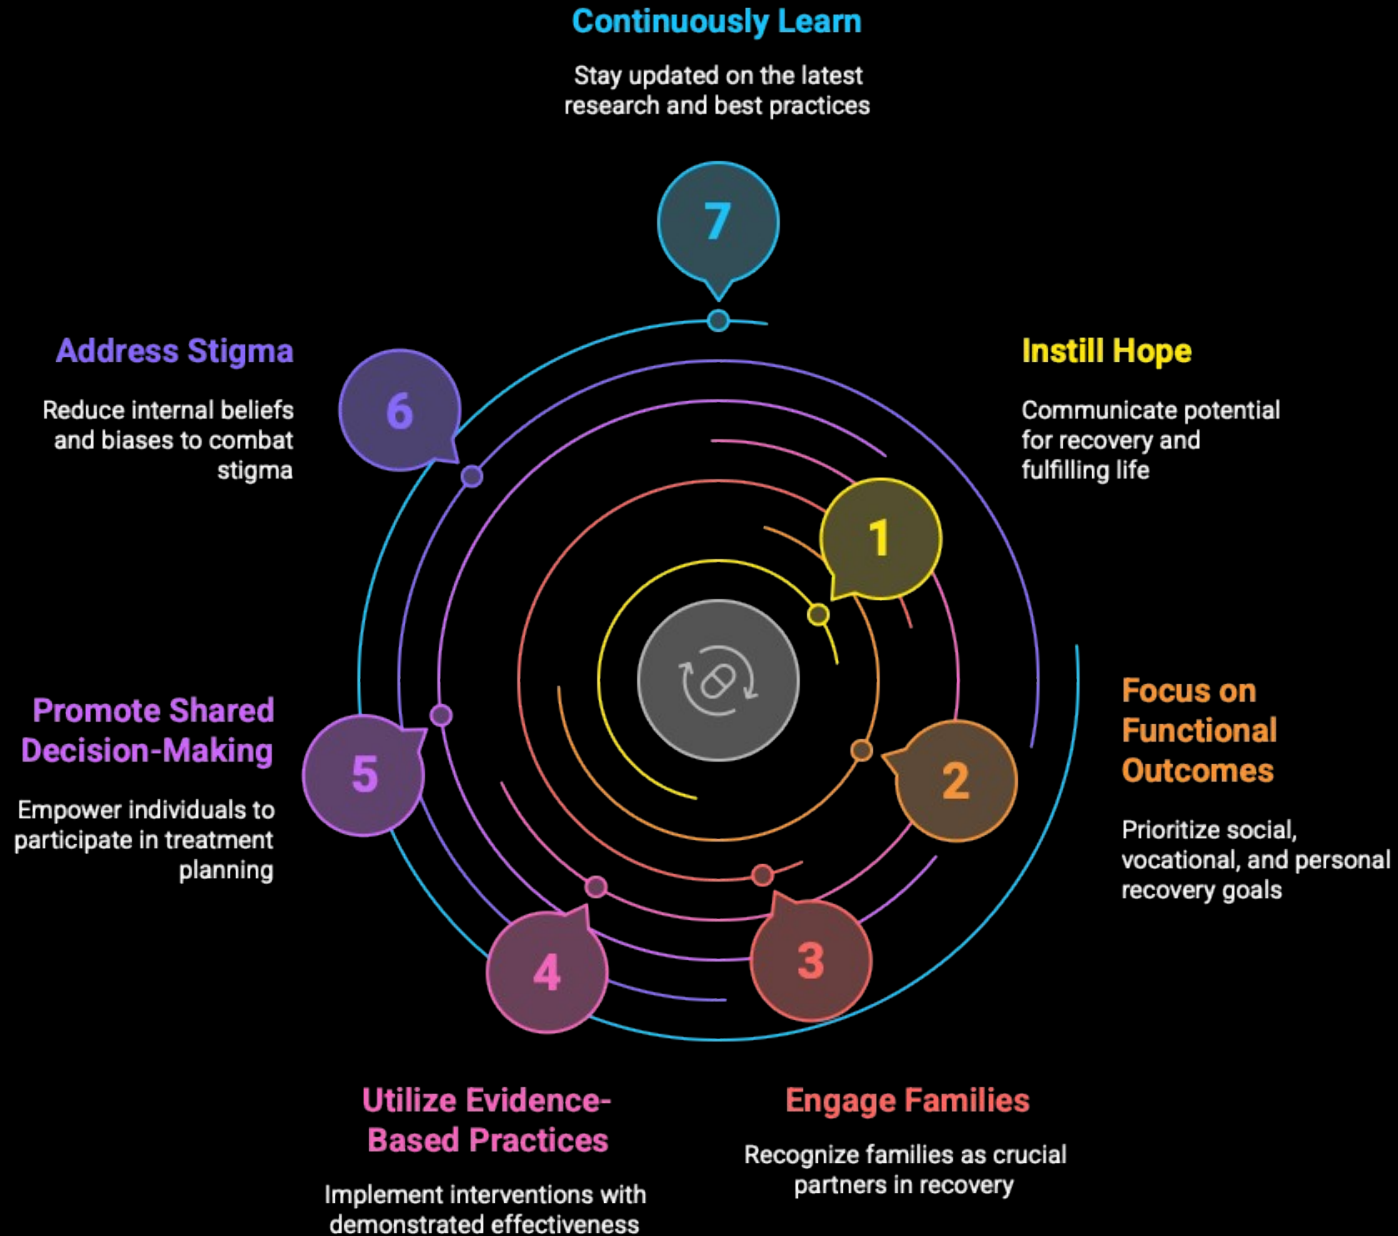 Continuously Learn
Stay updated on the latest
research and best practices
7
Address Stigma
Reduce internal beliefs
and biases to combat
stigma
6
Instill Hope
Communicate potential
for recovery and
fulfilling life
1
Promote Shared
Decision-Making
Empower individuals to
participate in treatment
planning
5
Focus on
Functional
Outcomes
Prioritize social,
vocational, and personal
recovery goals
2
4
Utilize Evidence-
Based Practices
Implement interventions with
demonstrated effectiveness
3
Engage Families
Recognize families as crucial
partners in recovery